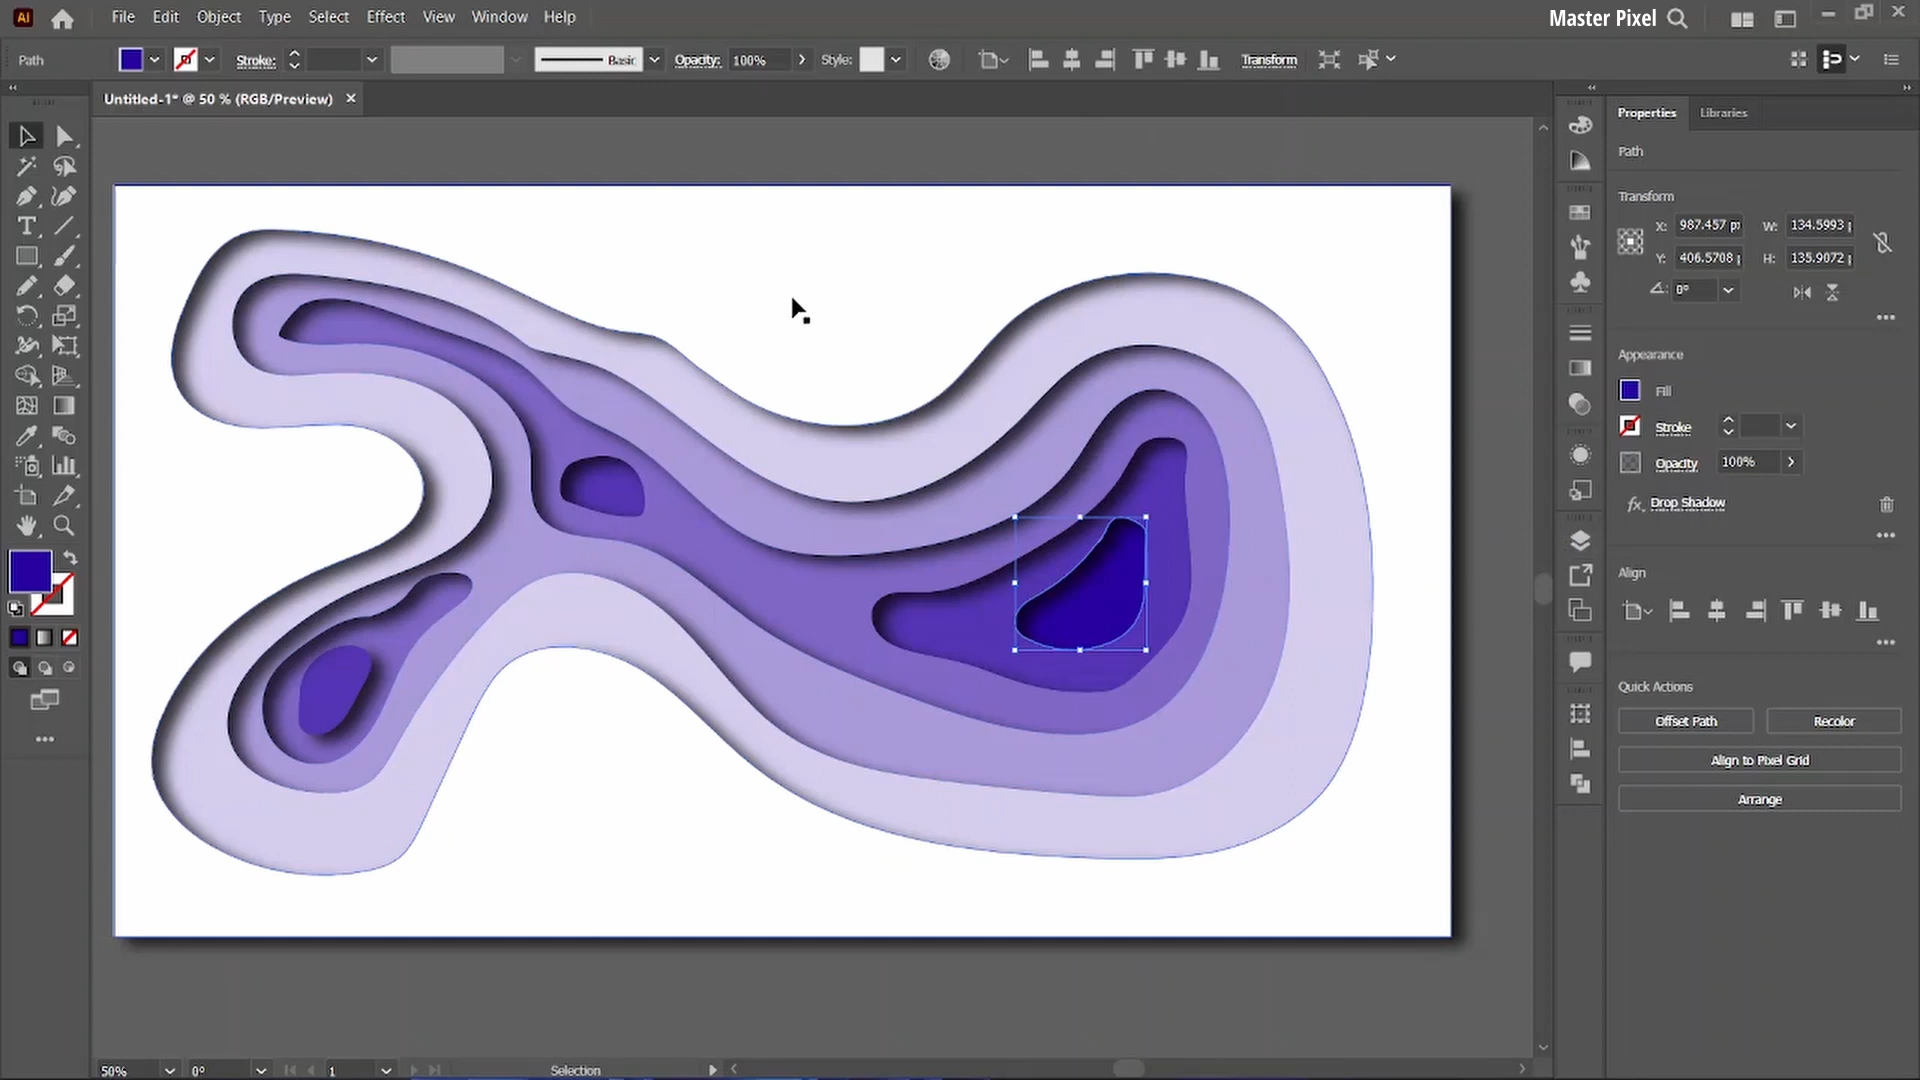 Ai File Edit Object Type Select Effect View Window Help Master Pixel
Path Stroke: Basic Opacity: 100% Style: Transform
Untitled-1* @ 50 % (RGB/Preview)
Properties Libraries
Path
Transform
X: 987.457 px W: 134.5993
Y: 406.5708 H: 135.9072
0°
Appearance
Fill
Stroke
Opacity 100%
fx Drop Shadow
Align
Quick Actions
Offset Path Recolor
Align to Pixel Grid
Arrange
50% 0° 1 Selection